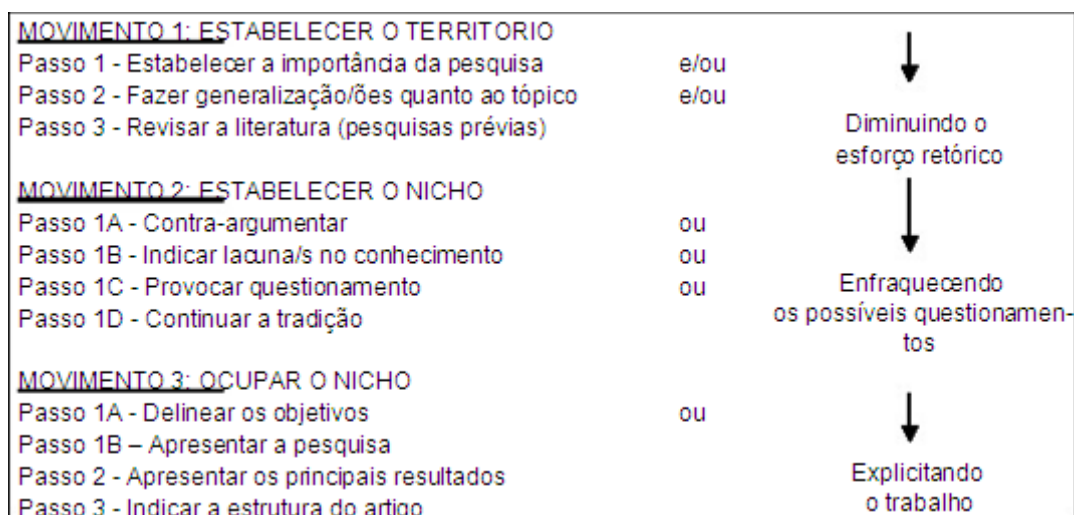 MOVIMENTO 1: ESTABELECER O TERRITORIO
Passo 1 - Estabelecer a importância da pesquisa e/ou
Passo 2 - Fazer generalização/ões quanto ao tópico e/ou
Passo 3 - Revisar a literatura (pesquisas prévias)
Diminuindo o
esforço retórico
MOVIMENTO 2: ESTABELECER O NICHO
Passo 1A - Contra-argumentar ou
Passo 1B - Indicar lacuna/s no conhecimento ou
Passo 1C - Provocar questionamento ou
Passo 1D - Continuar a tradição
Enfraquecendo
os possíveis questionamen-
tos
MOVIMENTO 3: OCUPAR O NICHO
Passo 1A - Delinear os objetivos ou
Passo 1B – Apresentar a pesquisa
Passo 2 - Apresentar os principais resultados
Passo 3 - Indicar a estrutura do artigo
Explicitando
o trabalho